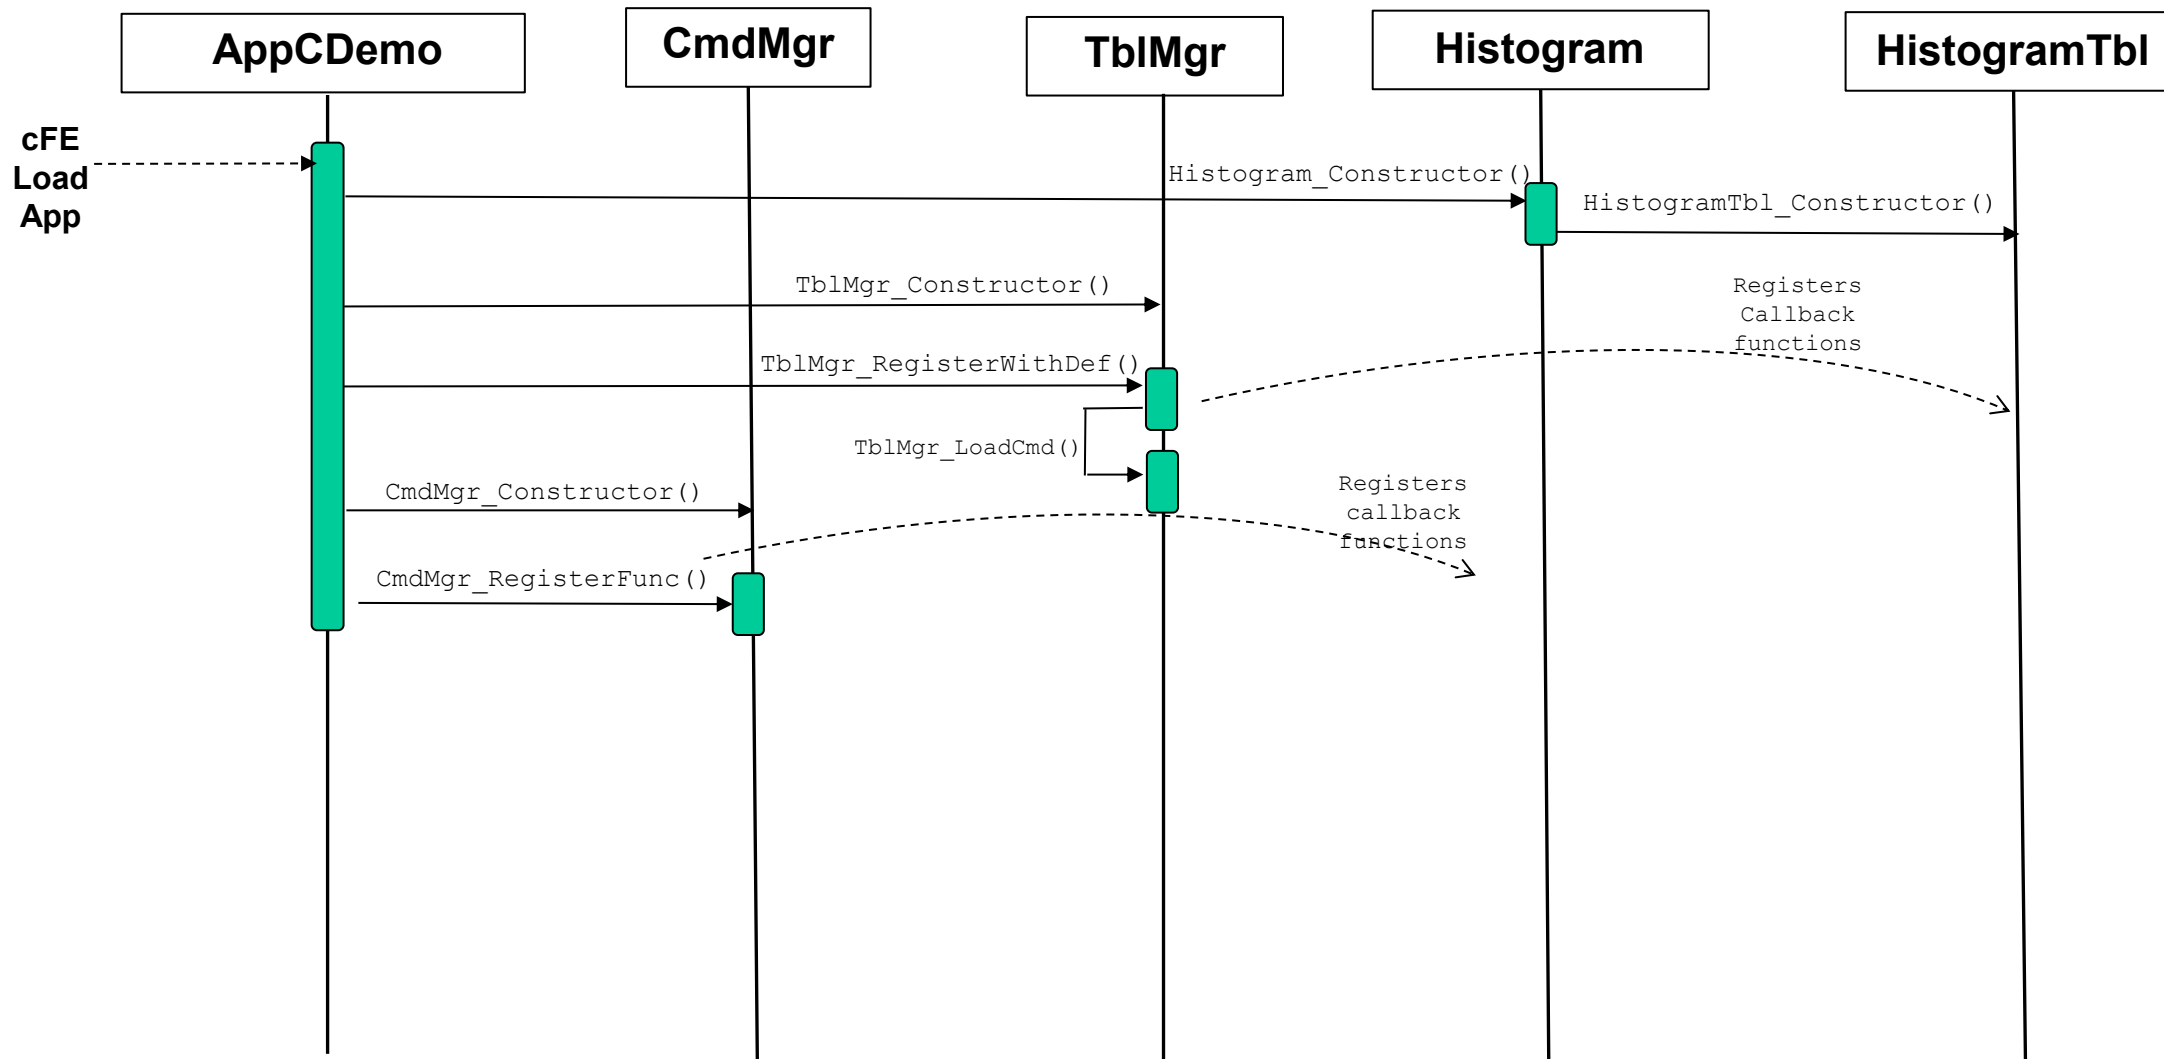 AppCDemo
CmdMgr
TblMgr
Histogram
HistogramTbl
cFE
Load
App
Histogram_Constructor()
HistogramTbl_Constructor()
TblMgr_Constructor()
Registers
Callback
functions
TblMgr_RegisterWithDef()
TblMgr_LoadCmd()
CmdMgr_Constructor()
Registers
callback
functions
CmdMgr_RegisterFunc()